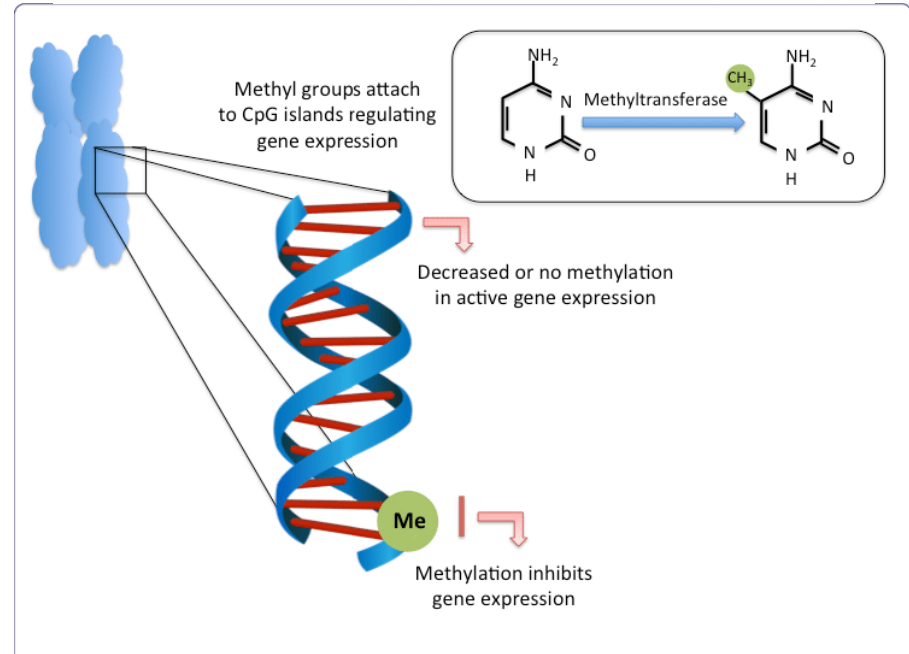 Methyl groups attach
to CpG islands regulating
gene expression
NH₂
N
N
H
O
Methyltransferase
CH₃
NH₂
N
N
H
O
Decreased or no methylation
in active gene expression
Me
Methylation inhibits
gene expression